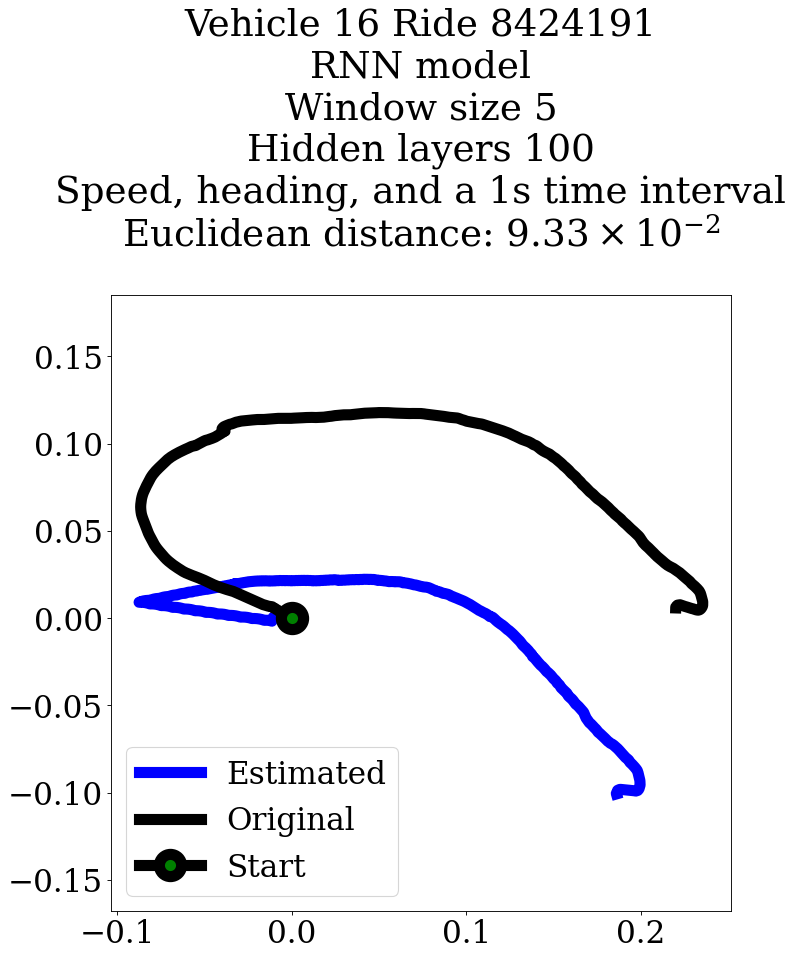 Vehicle 16 Ride 8424191
RNN model
Window size 5
Hidden layers 100
Speed, heading, and a 1s time interval
Euclidean distance: 9.33 × 10⁻²
0.15
0.10
0.05
0.00
−0.05
−0.10
−0.15
Estimated
Original
Start
−0.1 0.0 0.1 0.2